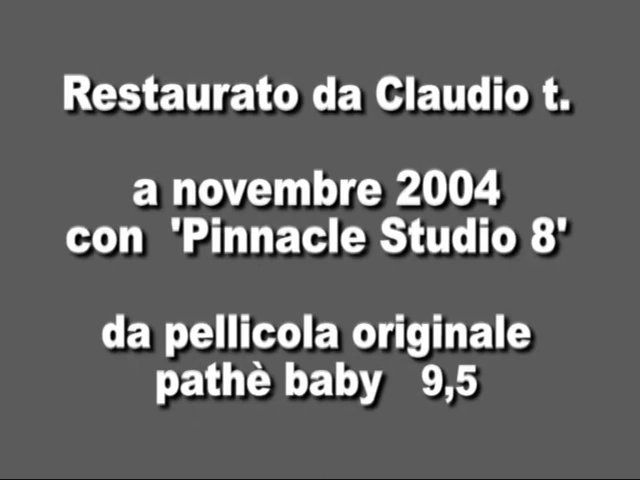 Restaurato da Claudio t.
a novembre 2004
con 'Pinnacle Studio 8'
da pellicola originale
pathè baby 9,5